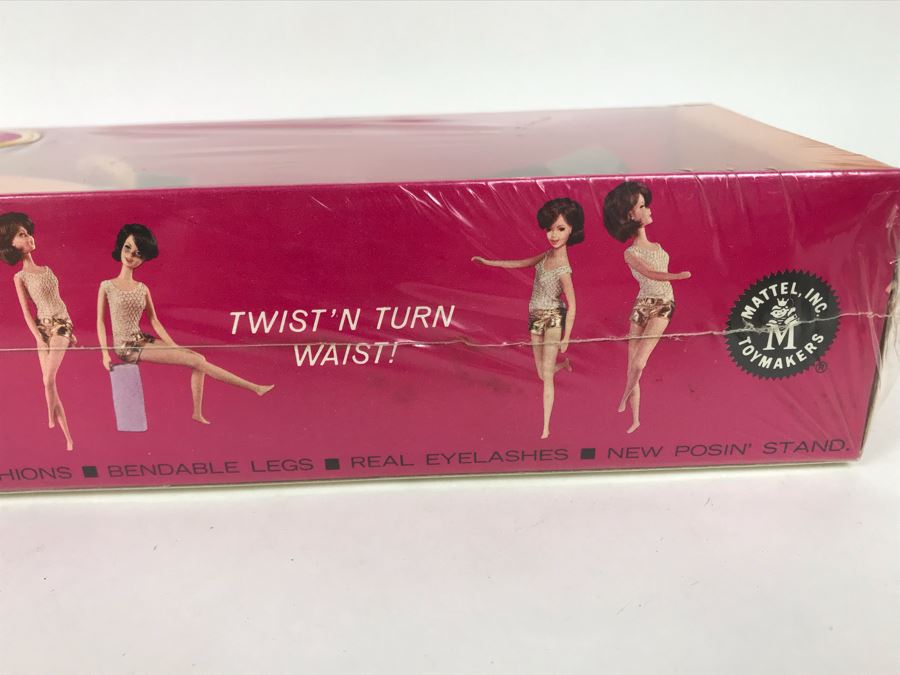 TWIST'N TURN
WAIST!
MATTEL, INC.
M
TOYMAKERS
®
HIONS ■ BENDABLE LEGS ■ REAL EYELASHES ■ NEW POSIN' STAND.